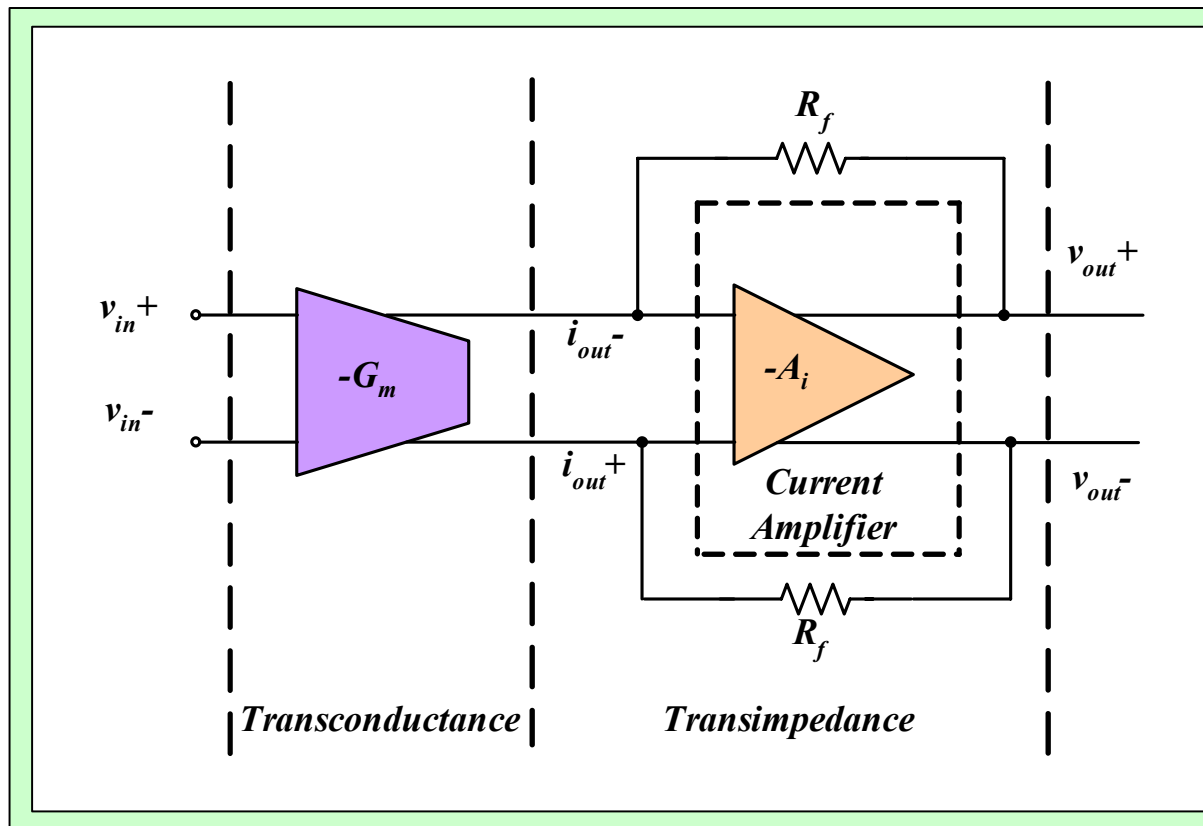 R_f
v_out+
v_in+
i_out-
-G_m
-A_i
v_in-
i_out+
Current
Amplifier
v_out-
R_f
Transconductance
Transimpedance